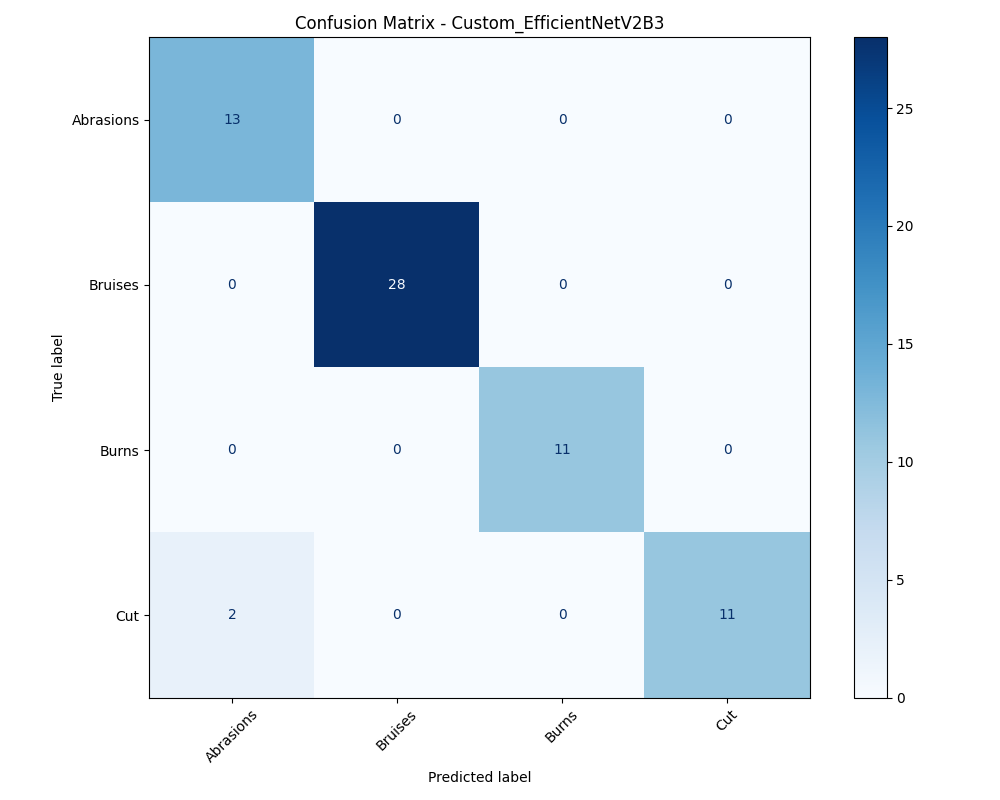 Confusion Matrix - Custom_EfficientNetV2B3
Abrasions 13 0 0 0
Bruises 0 28 0 0
Burns 0 0 11 0
Cut 2 0 0 11
Abrasions Bruises Burns Cut
Predicted label
True label
25
20
15
10
5
0